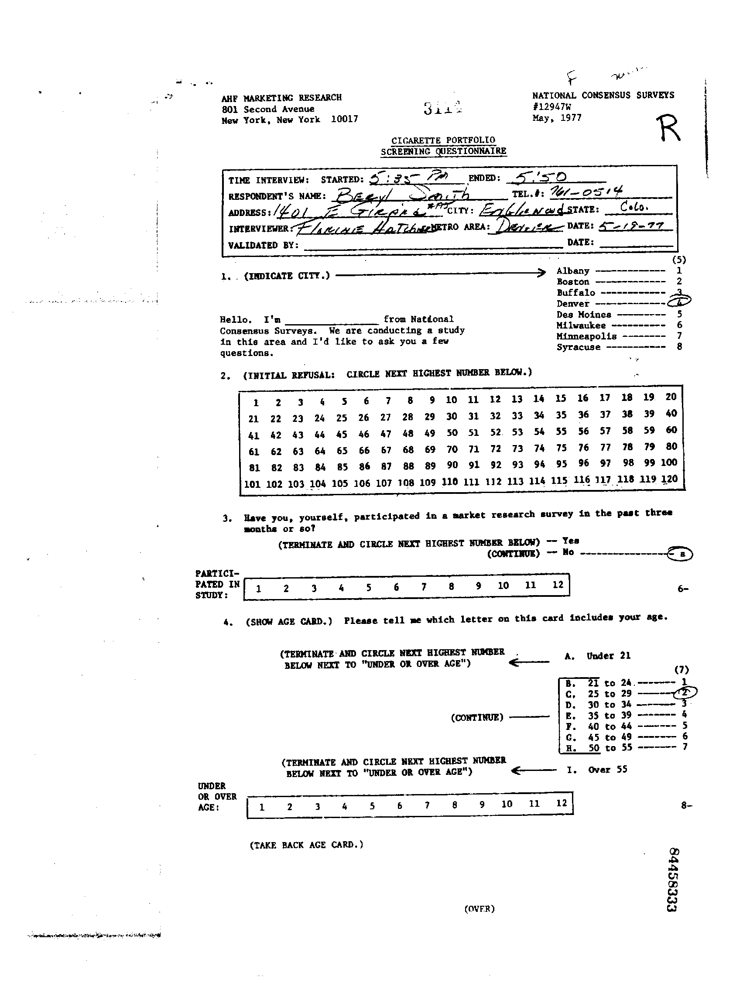 F
AHF MARKETING RESEARCH
801 Second Avenue
New York, New York 10017
NATIONAL CONSENSUS SURVEYS
#12947W
May, 1977
R
CIGARETTE PORTFOLIO
SCREENING QUESTIONNAIRE
TIME INTERVIEW: STARTED: 5:35 PM ENDED: 5:50
RESPONDENT'S NAME: Beryl Smith TEL.#: 761-0514
ADDRESS: 1401 E CITY: Englewood STATE: Colo.
INTERVIEWER: METRO AREA: Denver DATE: 5-19-77
VALIDATED BY: DATE:
(5)
1. (INDICATE CITY.)
Albany ------------ 1
Boston ------------ 2
Buffalo ----------- 3
Denver ------------ 4
Des Moines -------- 5
Milwaukee --------- 6
Minneapolis ------- 7
Syracuse ---------- 8
Hello. I'm ____________ from National
Consensus Surveys. We are conducting a study
in this area and I'd like to ask you a few
questions.
2. (INITIAL REFUSAL: CIRCLE NEXT HIGHEST NUMBER BELOW.)
1 2 3 4 5 6 7 8 9 10 11 12 13 14 15 16 17 18 19 20
21 22 23 24 25 26 27 28 29 30 31 32 33 34 35 36 37 38 39 40
41 42 43 44 45 46 47 48 49 50 51 52 53 54 55 56 57 58 59 60
61 62 63 64 65 66 67 68 69 70 71 72 73 74 75 76 77 78 79 80
81 82 83 84 85 86 87 88 89 90 91 92 93 94 95 96 97 98 99 100
101 102 103 104 105 106 107 108 109 110 111 112 113 114 115 116 117 118 119 120
3. Have you, yourself, participated in a market research survey in the past three
months or so?
(TERMINATE AND CIRCLE NEXT HIGHEST NUMBER BELOW) -- Yes
(CONTINUE) -- No
PARTICI-
PATED IN
STUDY: 1 2 3 4 5 6 7 8 9 10 11 12
6-
4. (SHOW AGE CARD.) Please tell me which letter on this card includes your age.
(TERMINATE AND CIRCLE NEXT HIGHEST NUMBER
BELOW NEXT TO "UNDER OR OVER AGE")
A. Under 21
(7)
B. 21 to 24 ------- 1
C. 25 to 29 ------- 2
D. 30 to 34 ------- 3
(CONTINUE)
E. 35 to 39 ------- 4
F. 40 to 44 ------- 5
G. 45 to 49 ------- 6
H. 50 to 55 ------- 7
(TERMINATE AND CIRCLE NEXT HIGHEST NUMBER
BELOW NEXT TO "UNDER OR OVER AGE")
I. Over 55
UNDER
OR OVER
AGE: 1 2 3 4 5 6 7 8 9 10 11 12
8-
(TAKE BACK AGE CARD.)
(OVER)
84458333